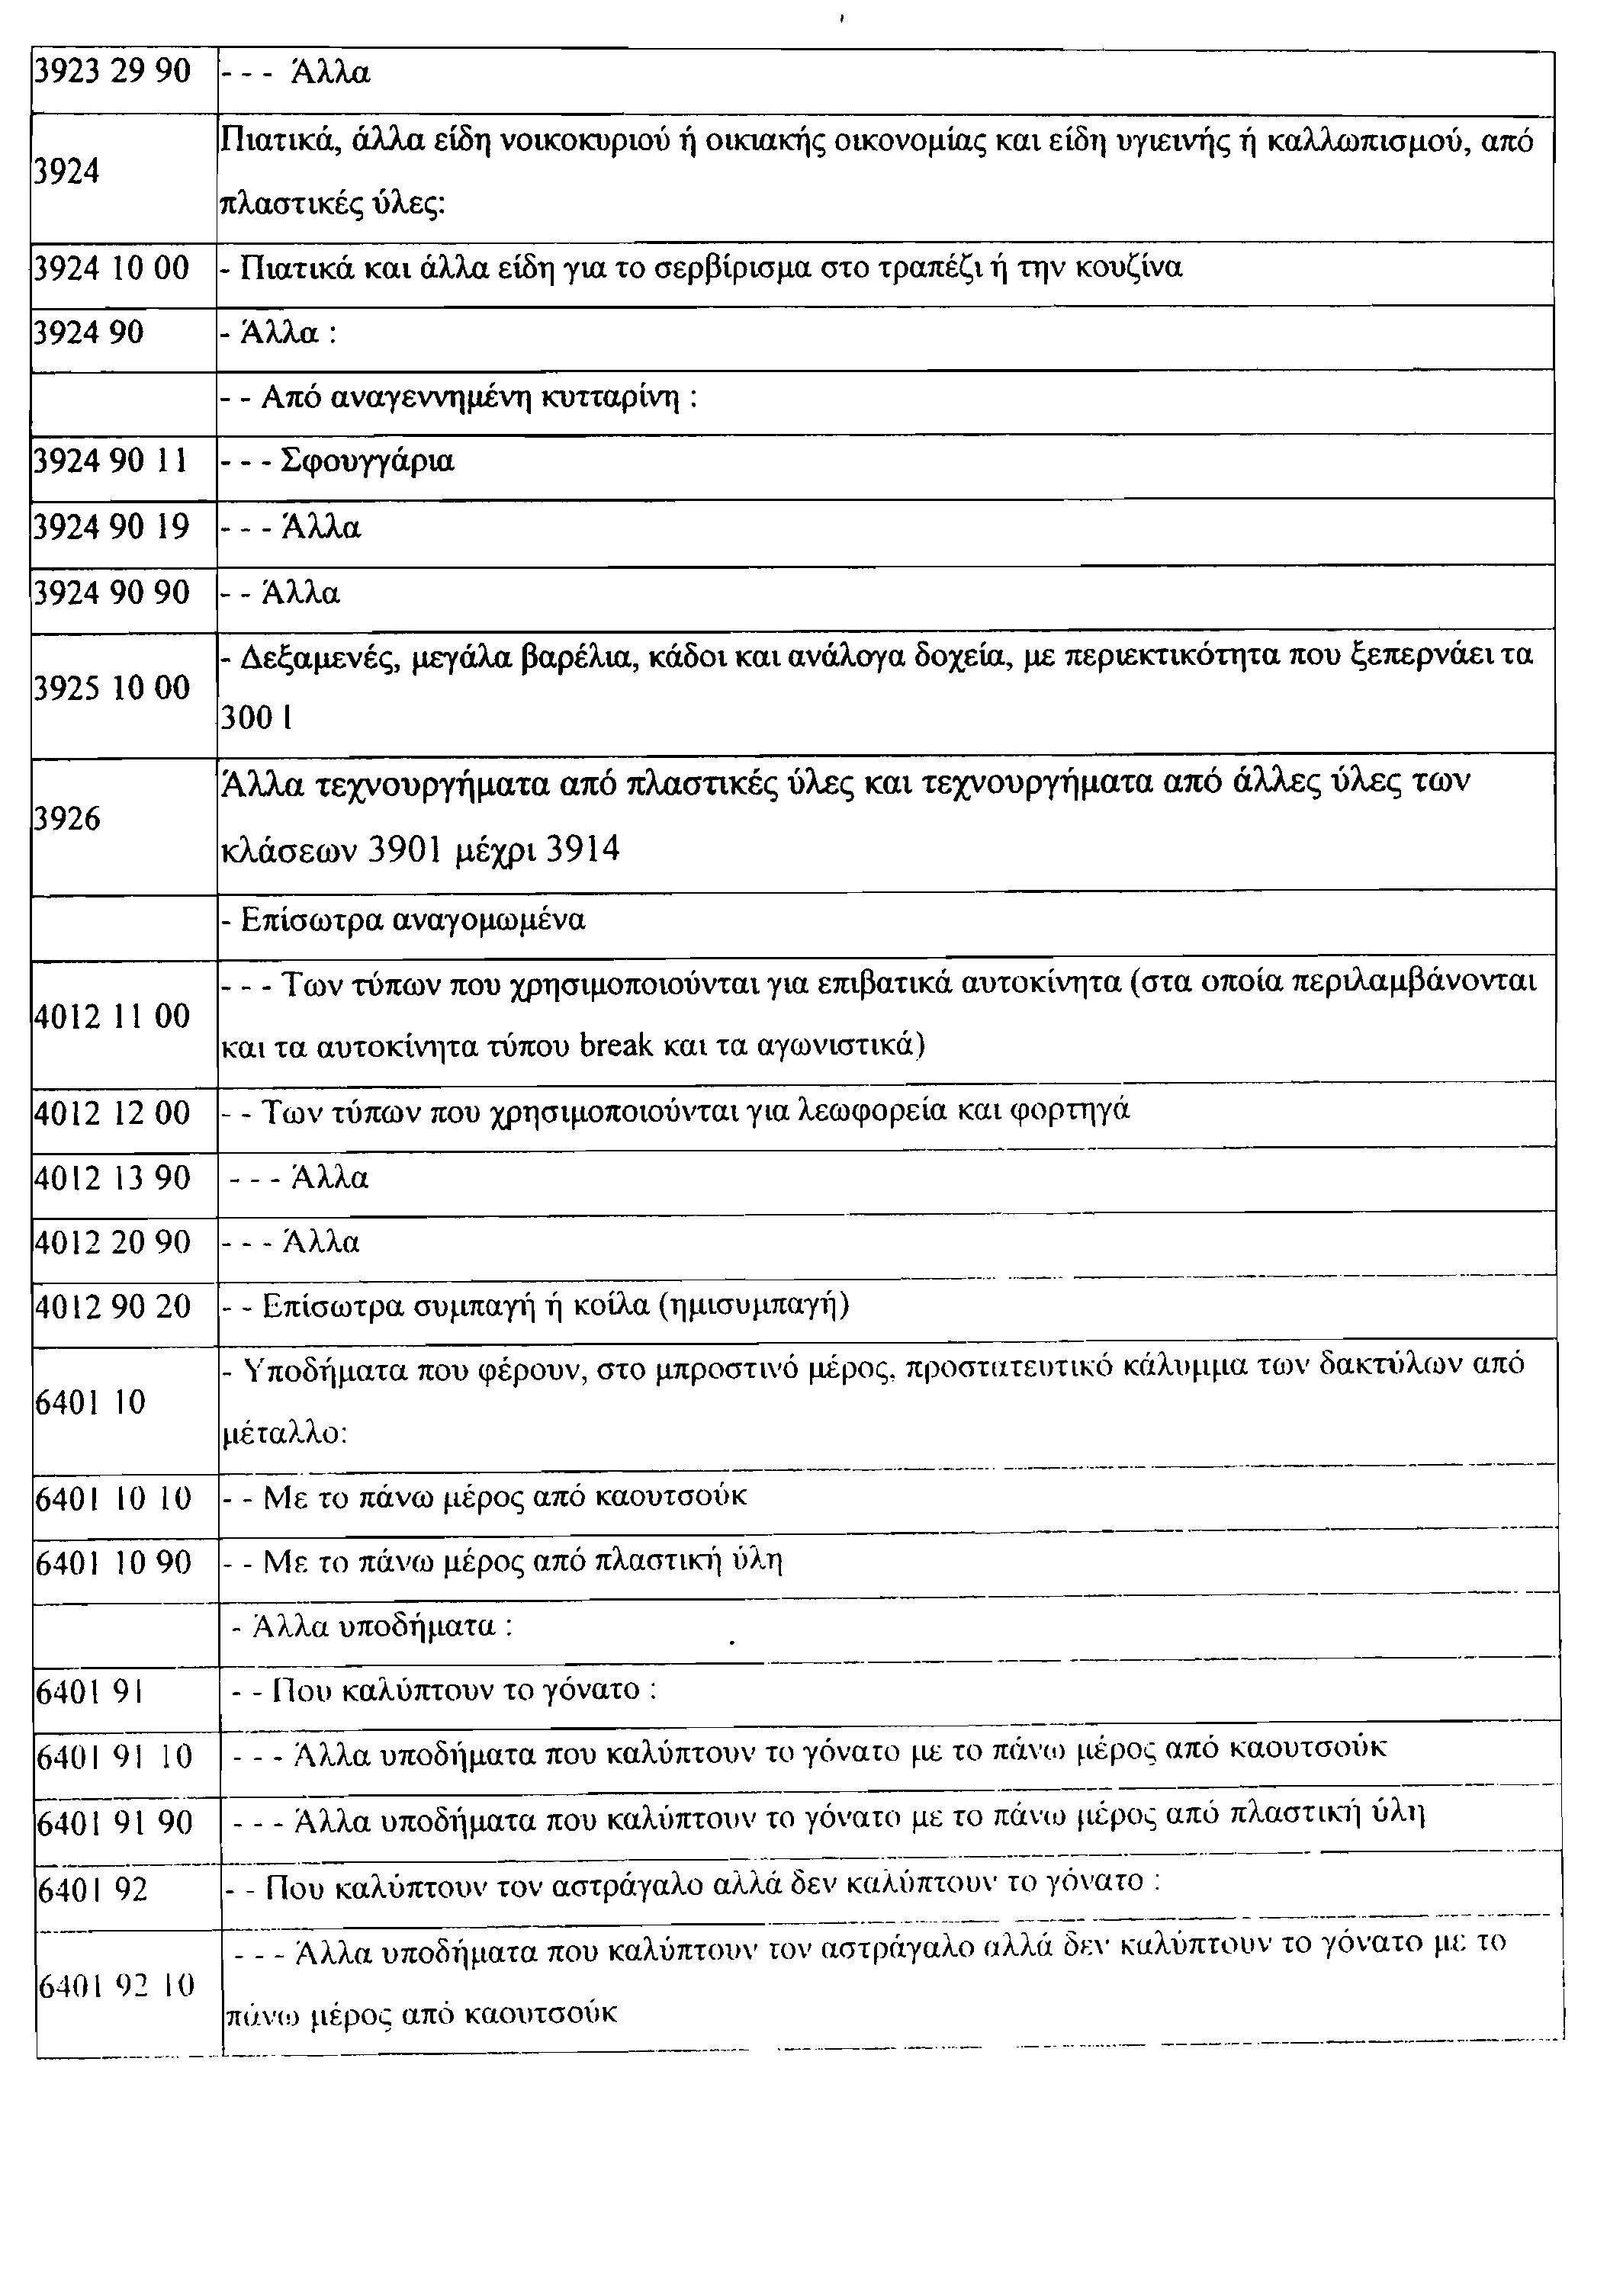 3923 29 90 - - - Άλλα
3924 Πιατικά, άλλα είδη νοικοκυριού ή οικιακής οικονομίας και είδη υγιεινής ή καλλωπισμού, από
πλαστικές ύλες:
3924 10 00 - Πιατικά και άλλα είδη για το σερβίρισμα στο τραπέζι ή την κουζίνα
3924 90 - Άλλα :
- - Από αναγεννημένη κυτταρίνη :
3924 90 11 - - - Σφουγγάρια
3924 90 19 - - - Άλλα
3924 90 90 - - Άλλα
3925 10 00 - Δεξαμενές, μεγάλα βαρέλια, κάδοι και ανάλογα δοχεία, με περιεκτικότητα που ξεπερνάει τα
300 l
3926 Άλλα τεχνουργήματα από πλαστικές ύλες και τεχνουργήματα από άλλες ύλες των
κλάσεων 3901 μέχρι 3914
- Επίσωτρα αναγομωμένα
4012 11 00 - - - Των τύπων που χρησιμοποιούνται για επιβατικά αυτοκίνητα (στα οποία περιλαμβάνονται
και τα αυτοκίνητα τύπου break και τα αγωνιστικά)
4012 12 00 - - Των τύπων που χρησιμοποιούνται για λεωφορεία και φορτηγά
4012 13 90 - - - Άλλα
4012 20 90 - - - Άλλα
4012 90 20 - - Επίσωτρα συμπαγή ή κοίλα (ημισυμπαγή)
6401 10 - Υποδήματα που φέρουν, στο μπροστινό μέρος, προστατευτικό κάλυμμα των δακτύλων από
μέταλλο:
6401 10 10 - - Με το πάνω μέρος από καουτσούκ
6401 10 90 - - Με το πάνω μέρος από πλαστική ύλη
- Άλλα υποδήματα :
6401 91 - - Που καλύπτουν το γόνατο :
6401 91 10 - - - Άλλα υποδήματα που καλύπτουν το γόνατο με το πάνω μέρος από καουτσούκ
6401 91 90 - - - Άλλα υποδήματα που καλύπτουν το γόνατο με το πάνω μέρος από πλαστική ύλη
6401 92 - - Που καλύπτουν τον αστράγαλο αλλά δεν καλύπτουν το γόνατο :
6401 92 10 - - - Άλλα υποδήματα που καλύπτουν τον αστράγαλο αλλά δεν καλύπτουν το γόνατο με το
πάνω μέρος από καουτσούκ